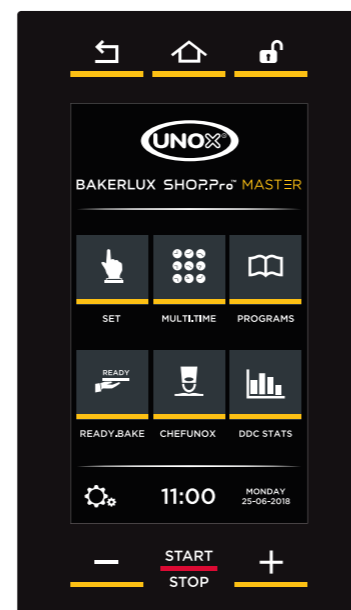 UNOX®
BAKERLUX SHOP.Pro™ MASTER
SET
MULTI.TIME
PROGRAMS
READY
READY.BAKE
CHEFUNOX
DDC STATS
11:00
MONDAY
25-06-2018
START
STOP